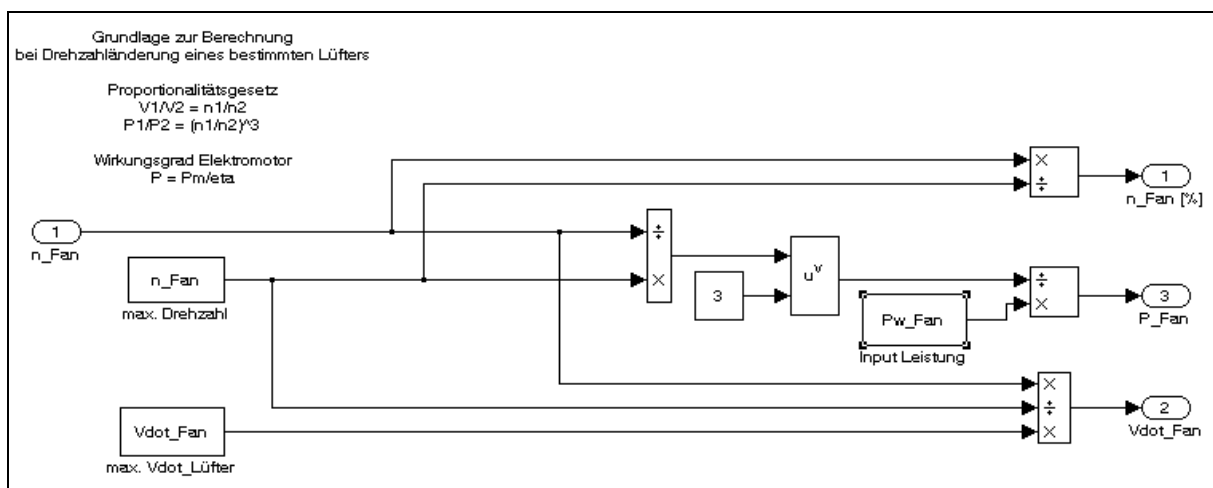 Grundlage zur Berechnung
bei Drehzahländerung eines bestimmten Lüfters
Proportionalitätsgesetz
V1/V2 = n1/n2
P1/P2 = (n1/n2)^3
Wirkungsgrad Elektromotor
P = Pm/eta
×
÷
1
n_Fan [%]
1
n_Fan
÷
×
n_Fan
max. Drehzahl
3
u^v
÷
×
3
P_Fan
Pw_Fan
Input Leistung
×
÷
×
2
Vdot_Fan
Vdot_Fan
max. Vdot_Lüfter